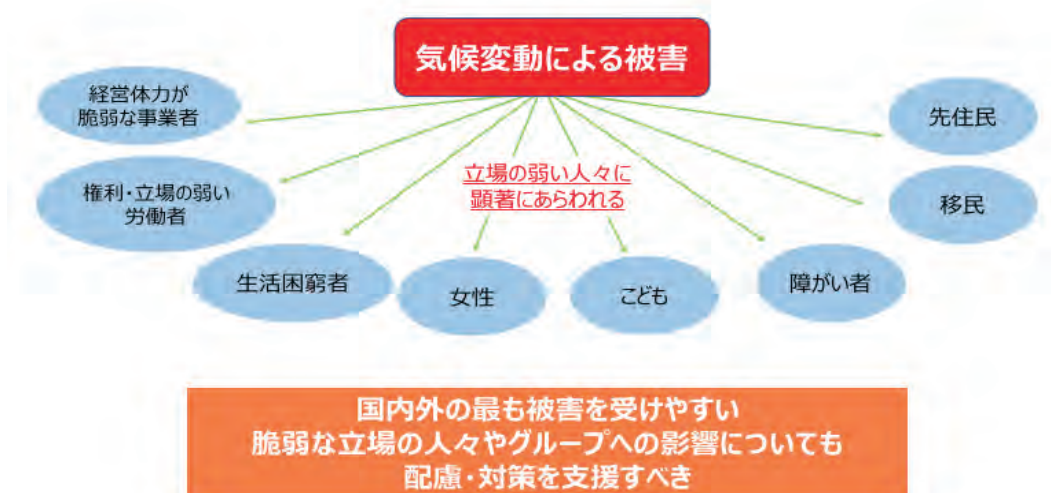 気候変動による被害
経営体力が
脆弱な事業者
先住民
立場の弱い人々に
顕著にあらわれる
権利・立場の弱い
労働者
移民
生活困窮者
女性
こども
障がい者
国内外の最も被害を受けやすい
脆弱な立場の人々やグループへの影響についても
配慮・対策を支援すべき